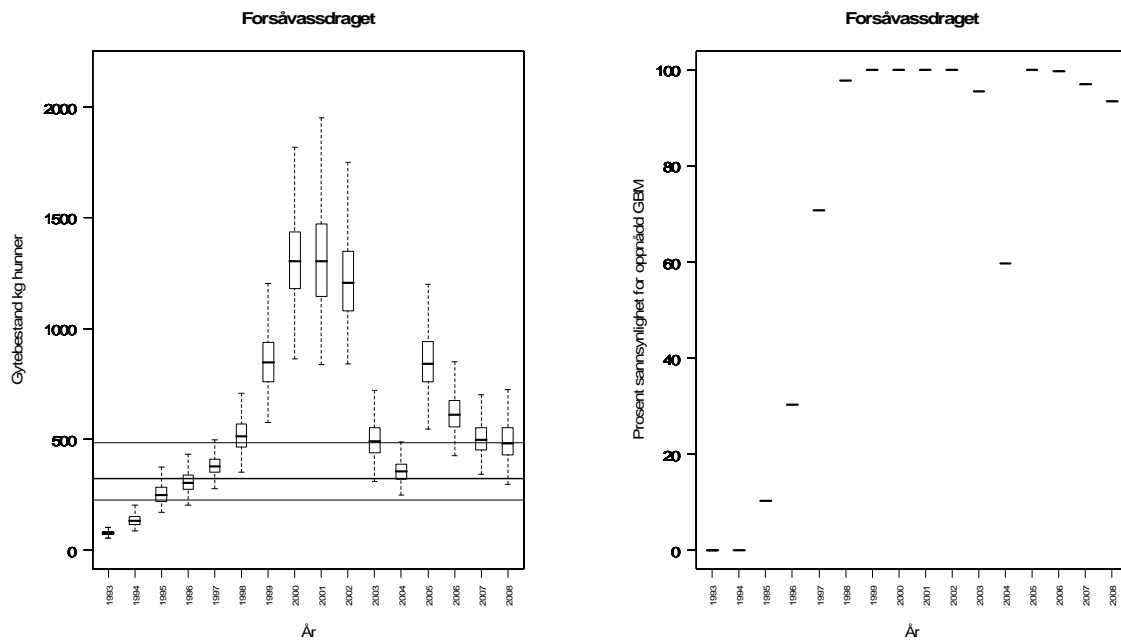 Forsåvassdraget
Gytebestand kg hunner
2000
1500
1000
500
0
1993 1994 1995 1996 1997 1998 1999 2000 2001 2002 2003 2004 2005 2006 2007 2008
År
Forsåvassdraget
Prosent sannsynlighet for oppnådd GBM
100
80
60
40
20
0
1993 1994 1995 1996 1997 1998 1999 2000 2001 2002 2003 2004 2005 2006 2007 2008
År